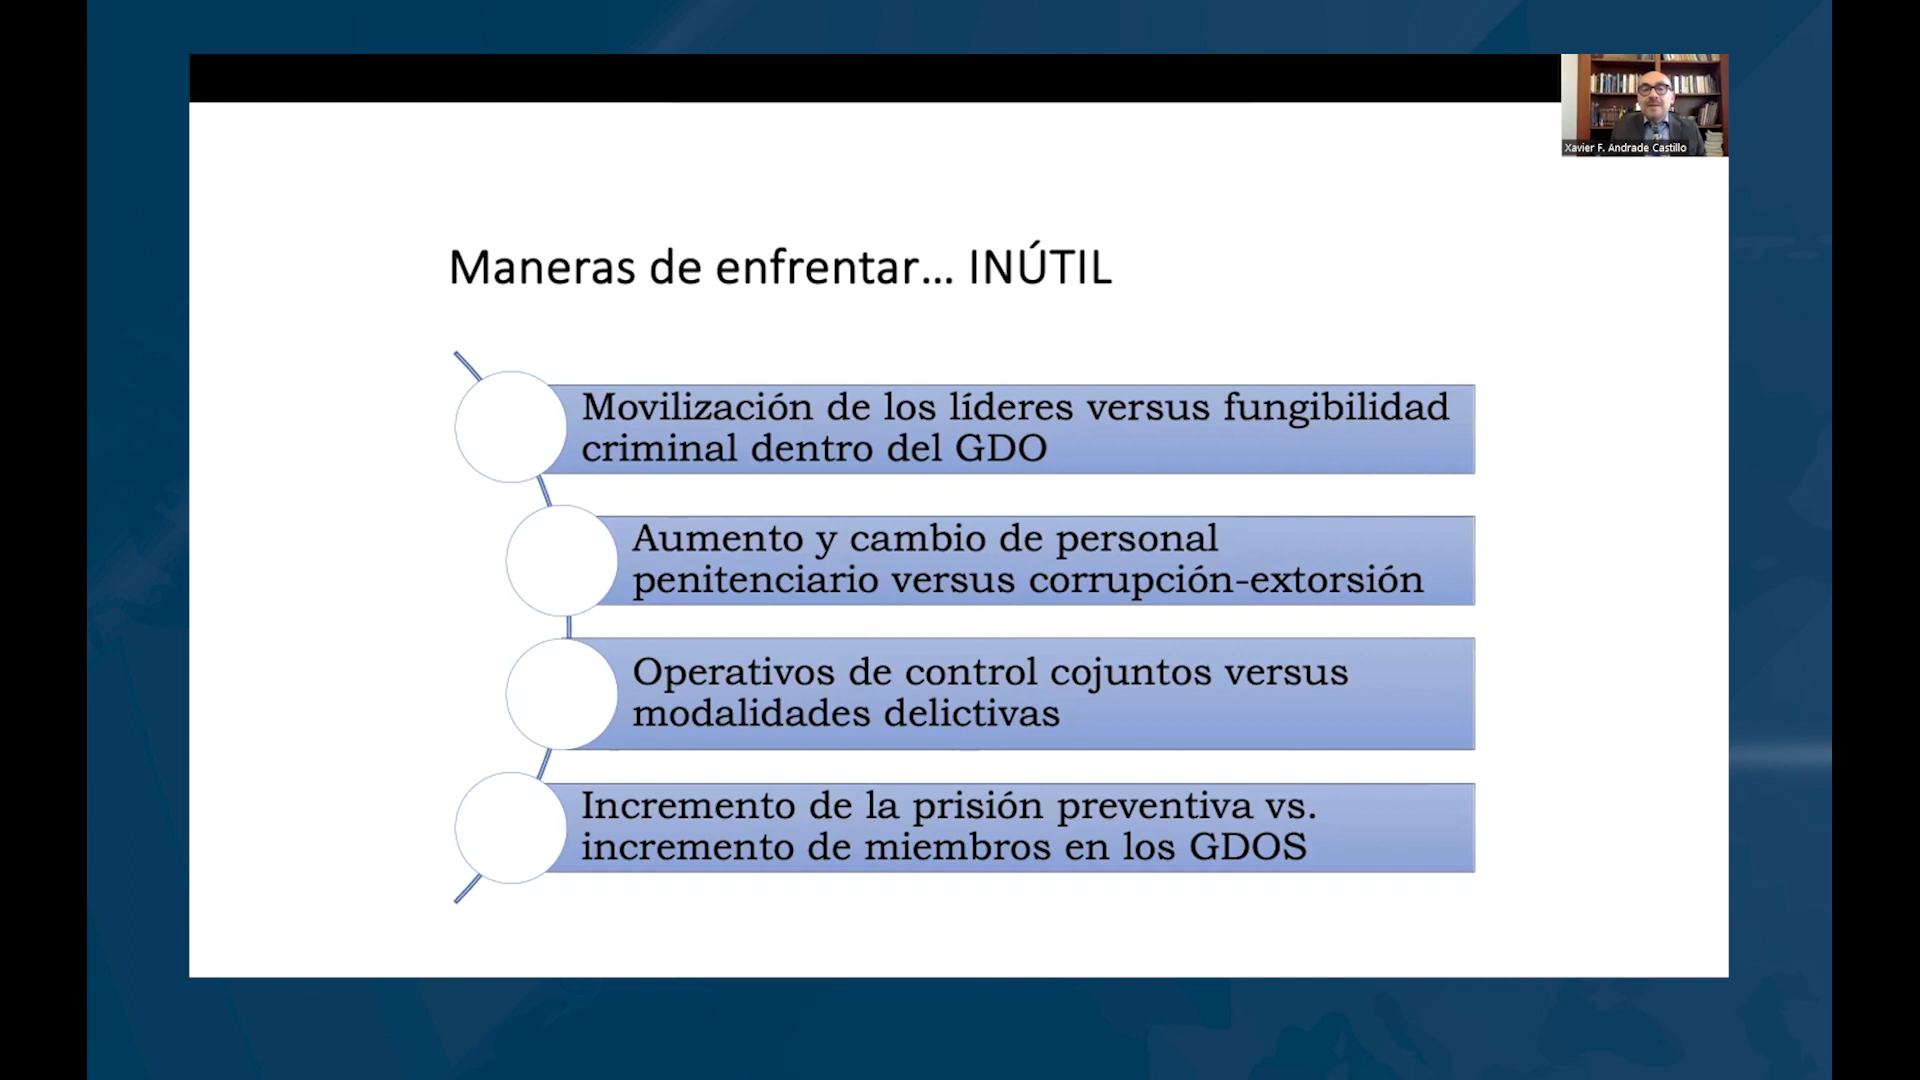 Xavier F. Andrade Castillo
Maneras de enfrentar... INÚTIL
Movilización de los líderes versus fungibilidad
criminal dentro del GDO
Aumento y cambio de personal
penitenciario versus corrupción-extorsión
Operativos de control cojuntos versus
modalidades delictivas
Incremento de la prisión preventiva vs.
incremento de miembros en los GDOS